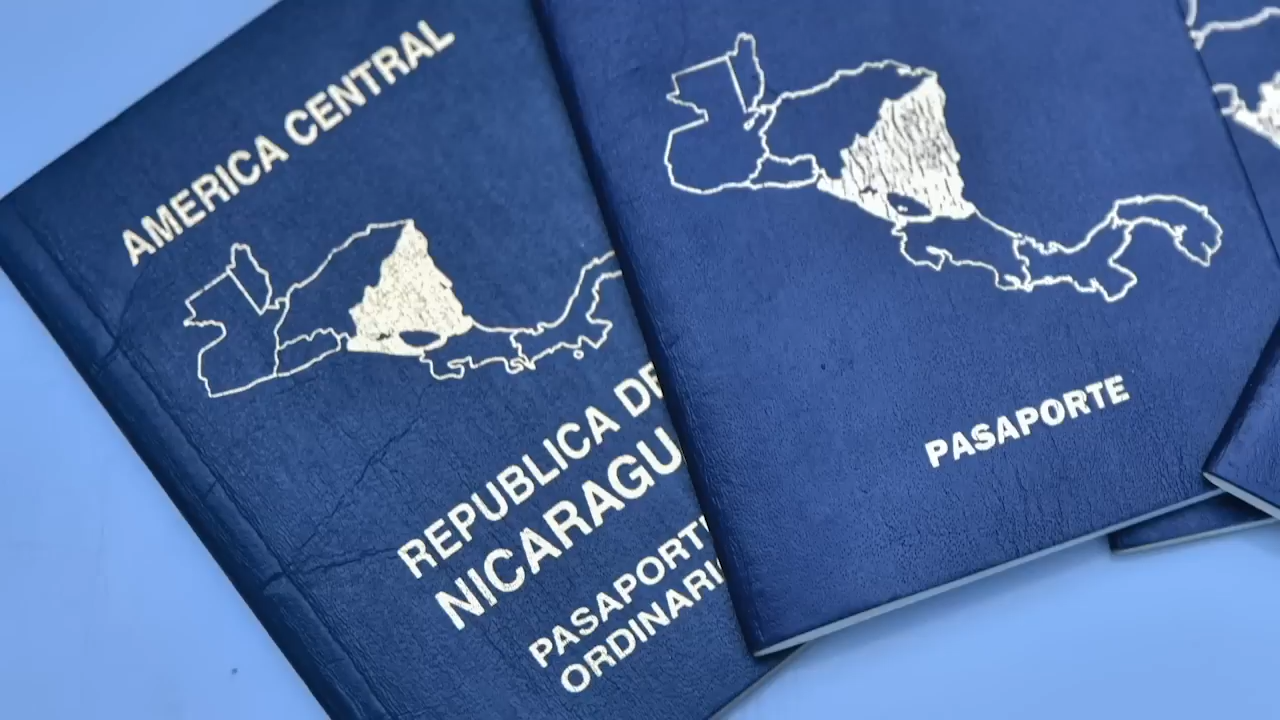 AMERICA CENTRAL
REPUBLICA DE
NICARAGU
PASAPORT
ORDINARI
PASAPORTE